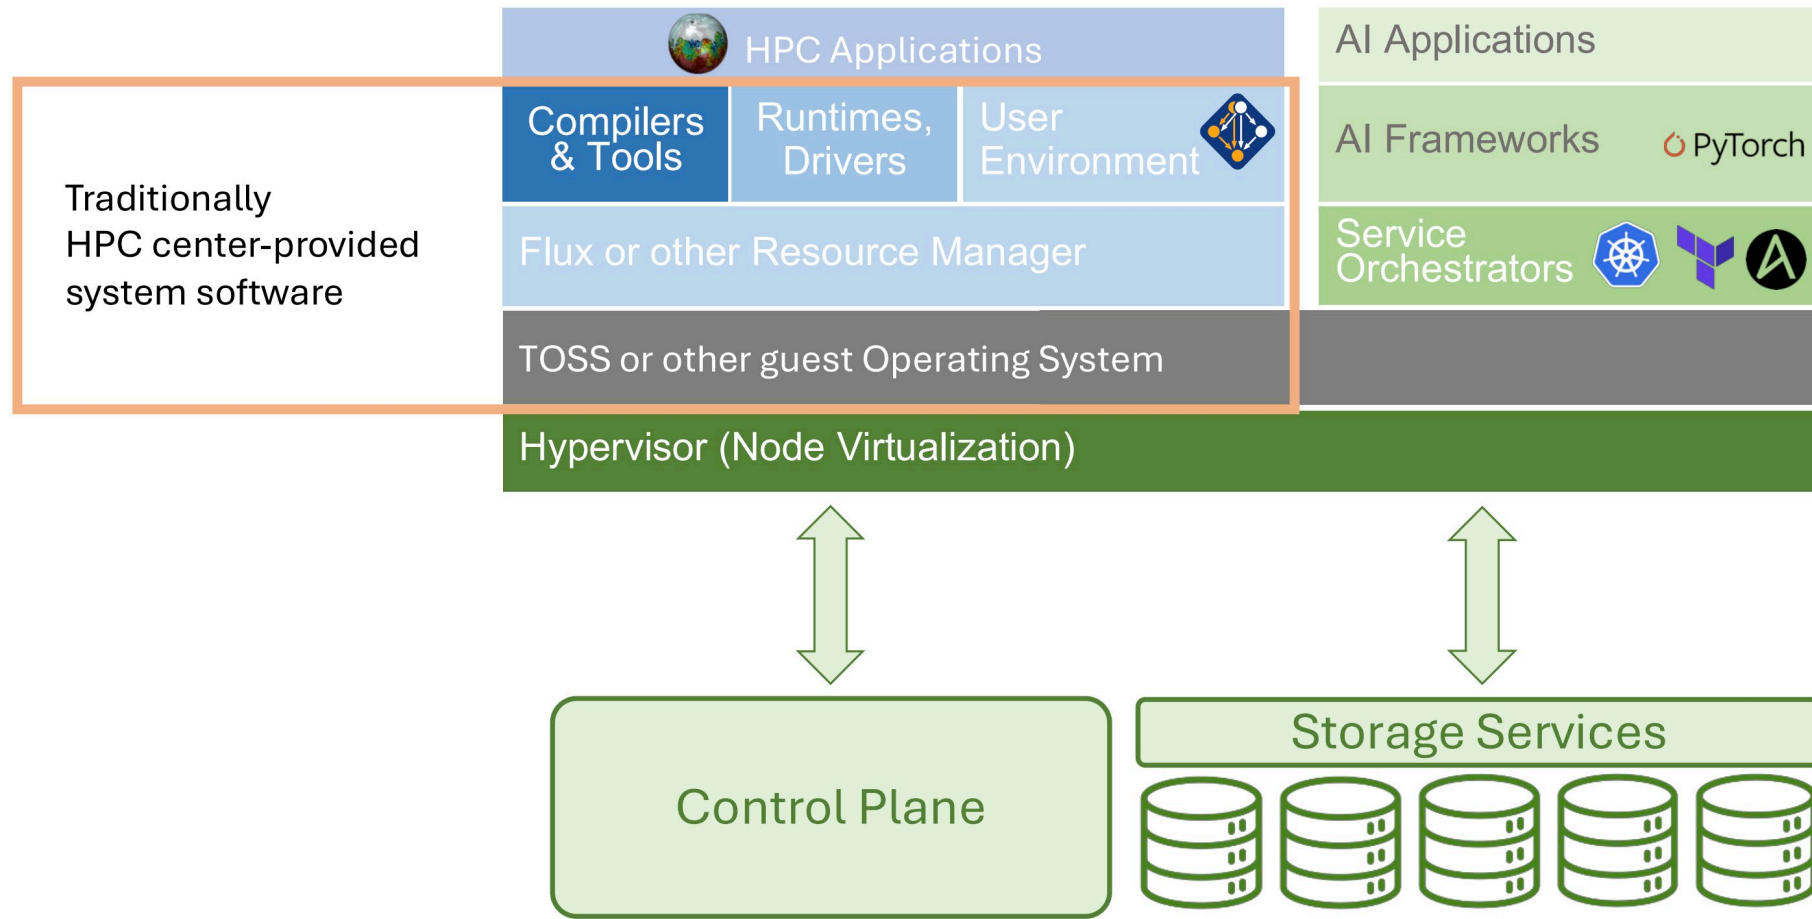 HPC Applications
AI Applications
Compilers
& Tools
Runtimes,
Drivers
User
Environment
AI Frameworks
PyTorch
Traditionally
HPC center-provided
system software
Flux or other Resource Manager
Service
Orchestrators
TOSS or other guest Operating System
Hypervisor (Node Virtualization)
Control Plane
Storage Services